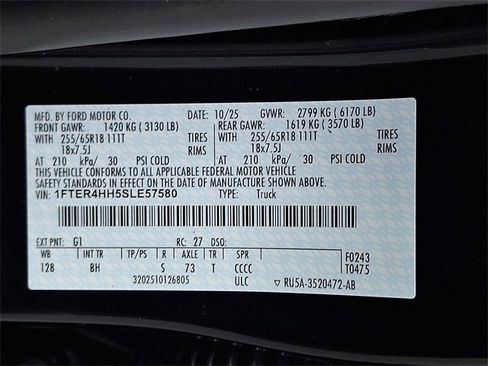 MFD. BY FORD MOTOR CO. DATE: 10/25 GVWR: 2799 KG ( 6170 LB)
FRONT GAWR: 1420 KG ( 3130 LB) REAR GAWR: 1619 KG ( 3570 LB)
WITH 255/65R18 111T TIRES WITH 255/65R18 111T TIRES
18x7.5J RIMS 18x7.5J RIMS
AT 210 kPa/ 30 PSI COLD AT 210 kPa/ 30 PSI COLD
THIS VEHICLE CONFORMS TO ALL APPLICABLE FEDERAL MOTOR VEHICLE
SAFETY STANDARDS IN EFFECT ON THE DATE OF MANUFACTURE SHOWN ABOVE.
VIN: 1FTER4HH5SLE57580 TYPE: Truck
EXT PNT: G1 RC: 27 DSO:
WB INT TR TP/PS R AXLE TR SPR F0243
128 BH S 73 T CCCC T0475
3202510126805 ULC ▽ RU5A-3520472-AB